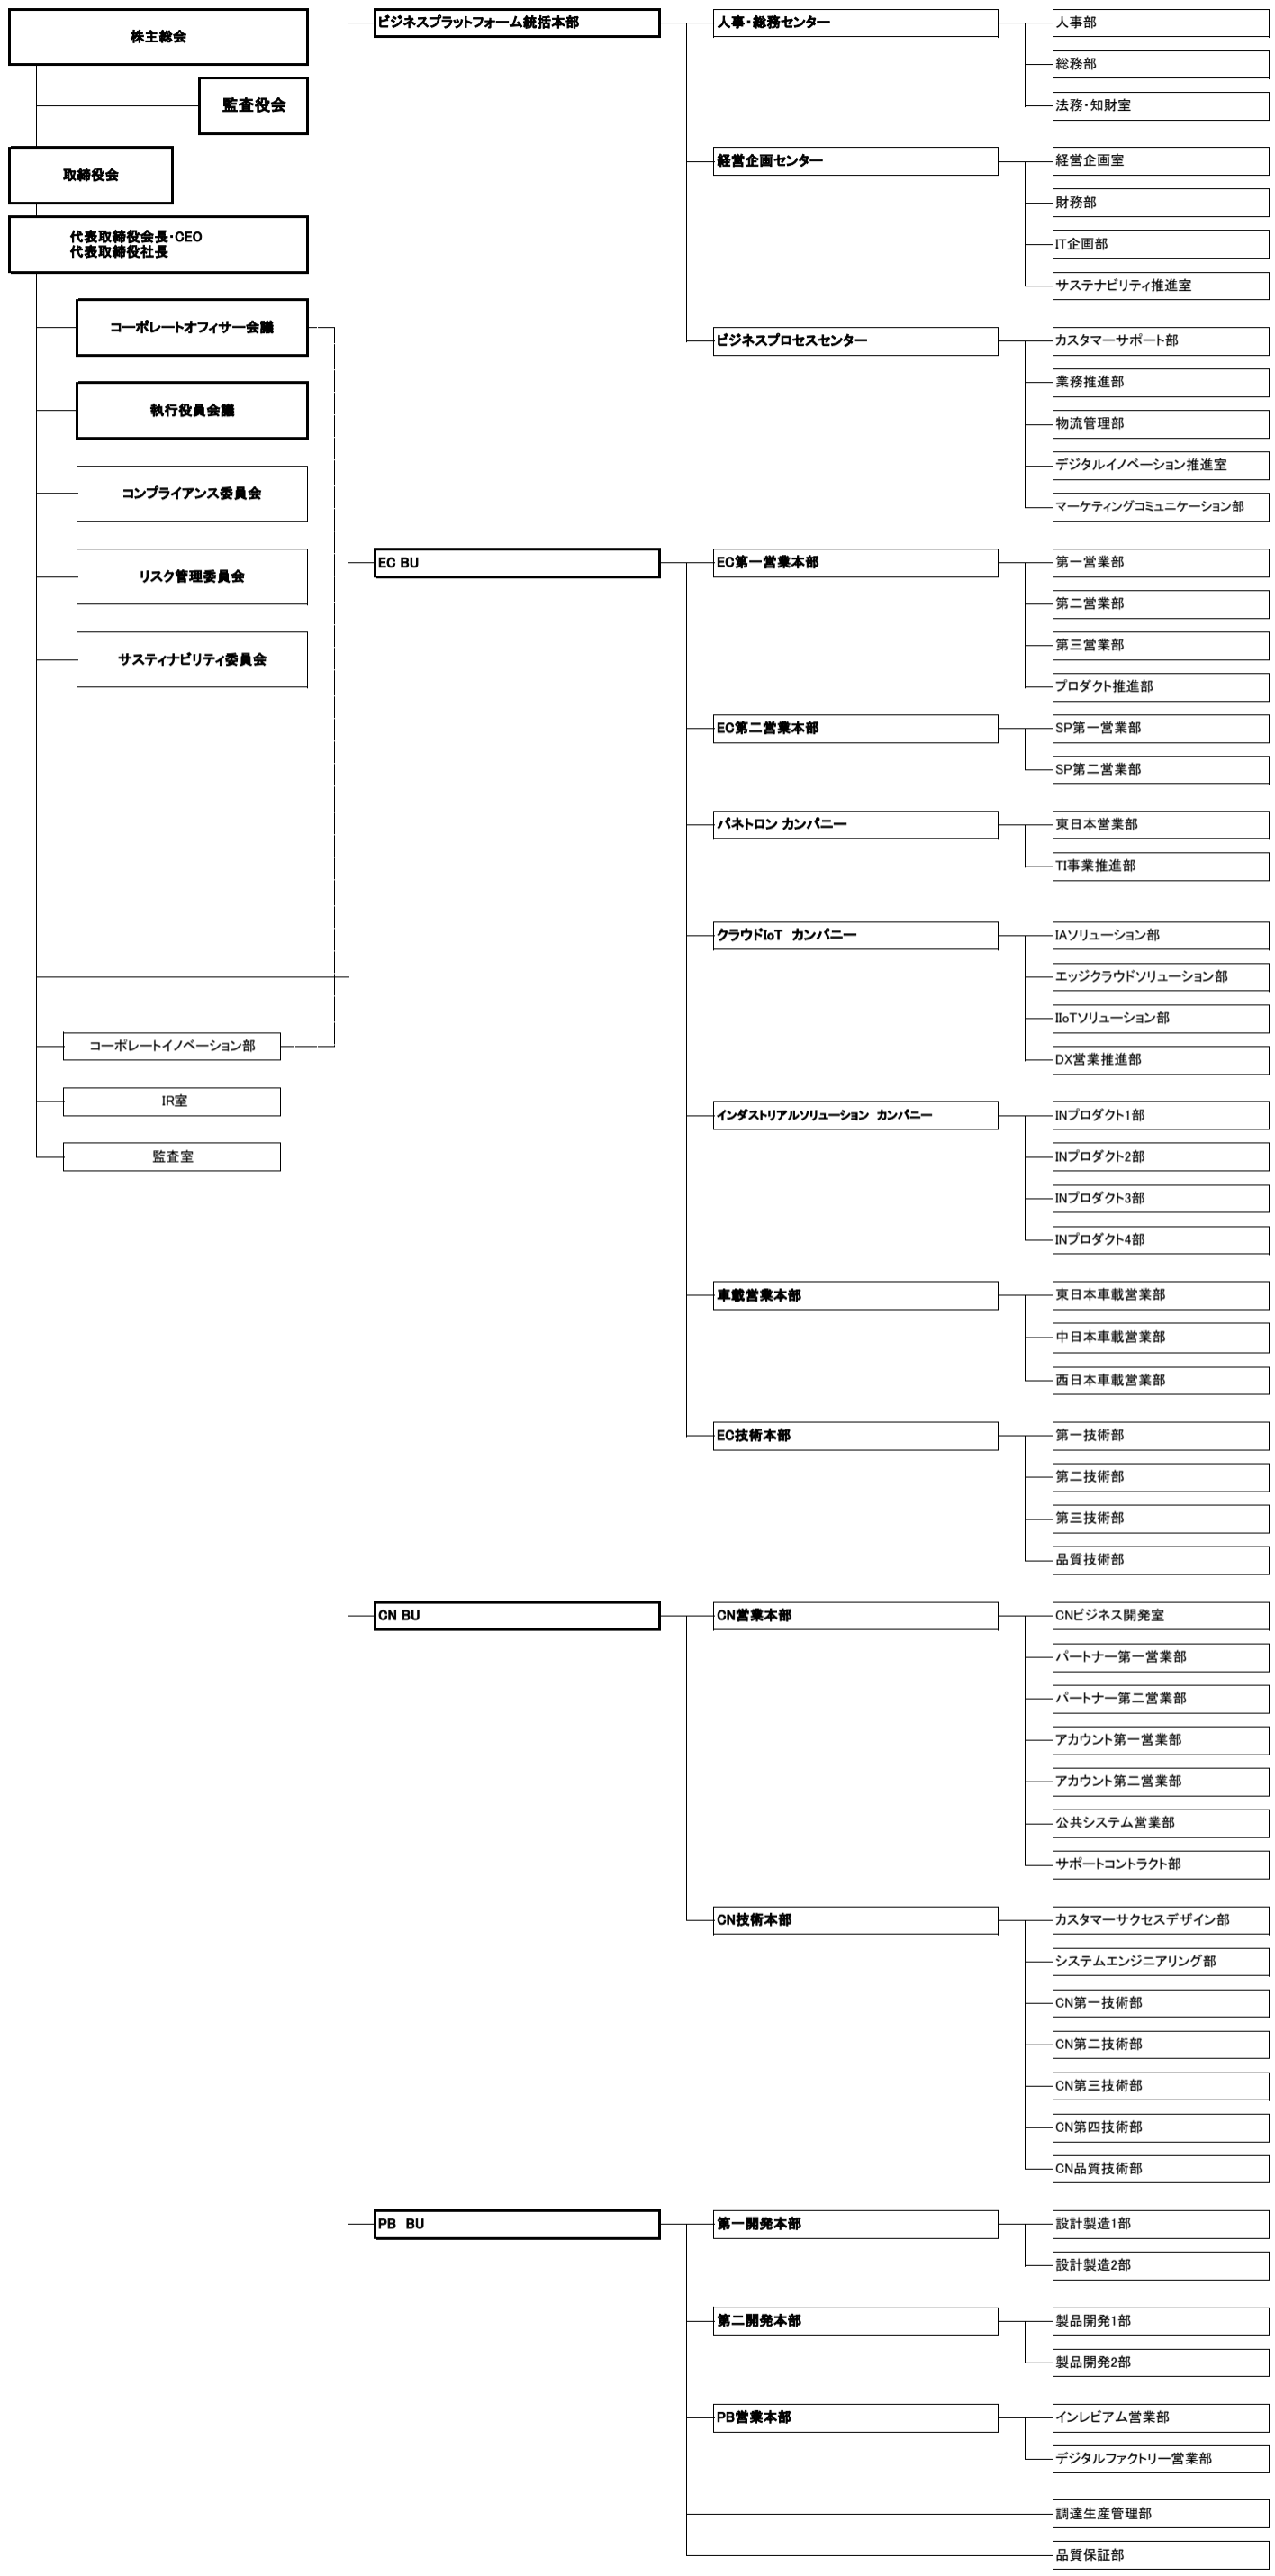 株主総会
監査役会
取締役会
代表取締役会長･CEO
代表取締役社長
コーポレートオフィサー会議
執行役員会議
コンプライアンス委員会
リスク管理委員会
サスティナビリティ委員会
コーポレートイノベーション部
IR室
監査室
ビジネスプラットフォーム統括本部
人事・総務センター
人事部
総務部
法務・知財室
経営企画センター
経営企画室
財務部
IT企画部
サステナビリティ推進室
ビジネスプロセスセンター
カスタマーサポート部
業務推進部
物流管理部
デジタルイノベーション推進室
マーケティングコミュニケーション部
EC BU
EC第一営業本部
第一営業部
第二営業部
第三営業部
プロダクト推進部
EC第二営業本部
SP第一営業部
SP第二営業部
パネトロン カンパニー
東日本営業部
TI事業推進部
クラウドIoT カンパニー
IAソリューション部
エッジクラウドソリューション部
IIoTソリューション部
DX営業推進部
インダストリアルソリューション カンパニー
INプロダクト1部
INプロダクト2部
INプロダクト3部
INプロダクト4部
車載営業本部
東日本車載営業部
中日本車載営業部
西日本車載営業部
EC技術本部
第一技術部
第二技術部
第三技術部
品質技術部
CN BU
CN営業本部
CNビジネス開発室
パートナー第一営業部
パートナー第二営業部
アカウント第一営業部
アカウント第二営業部
公共システム営業部
サポートコントラクト部
CN技術本部
カスタマーサクセスデザイン部
システムエンジニアリング部
CN第一技術部
CN第二技術部
CN第三技術部
CN第四技術部
CN品質技術部
PB BU
第一開発本部
設計製造1部
設計製造2部
第二開発本部
製品開発1部
製品開発2部
PB営業本部
インレビアム営業部
デジタルファクトリー営業部
調達生産管理部
品質保証部